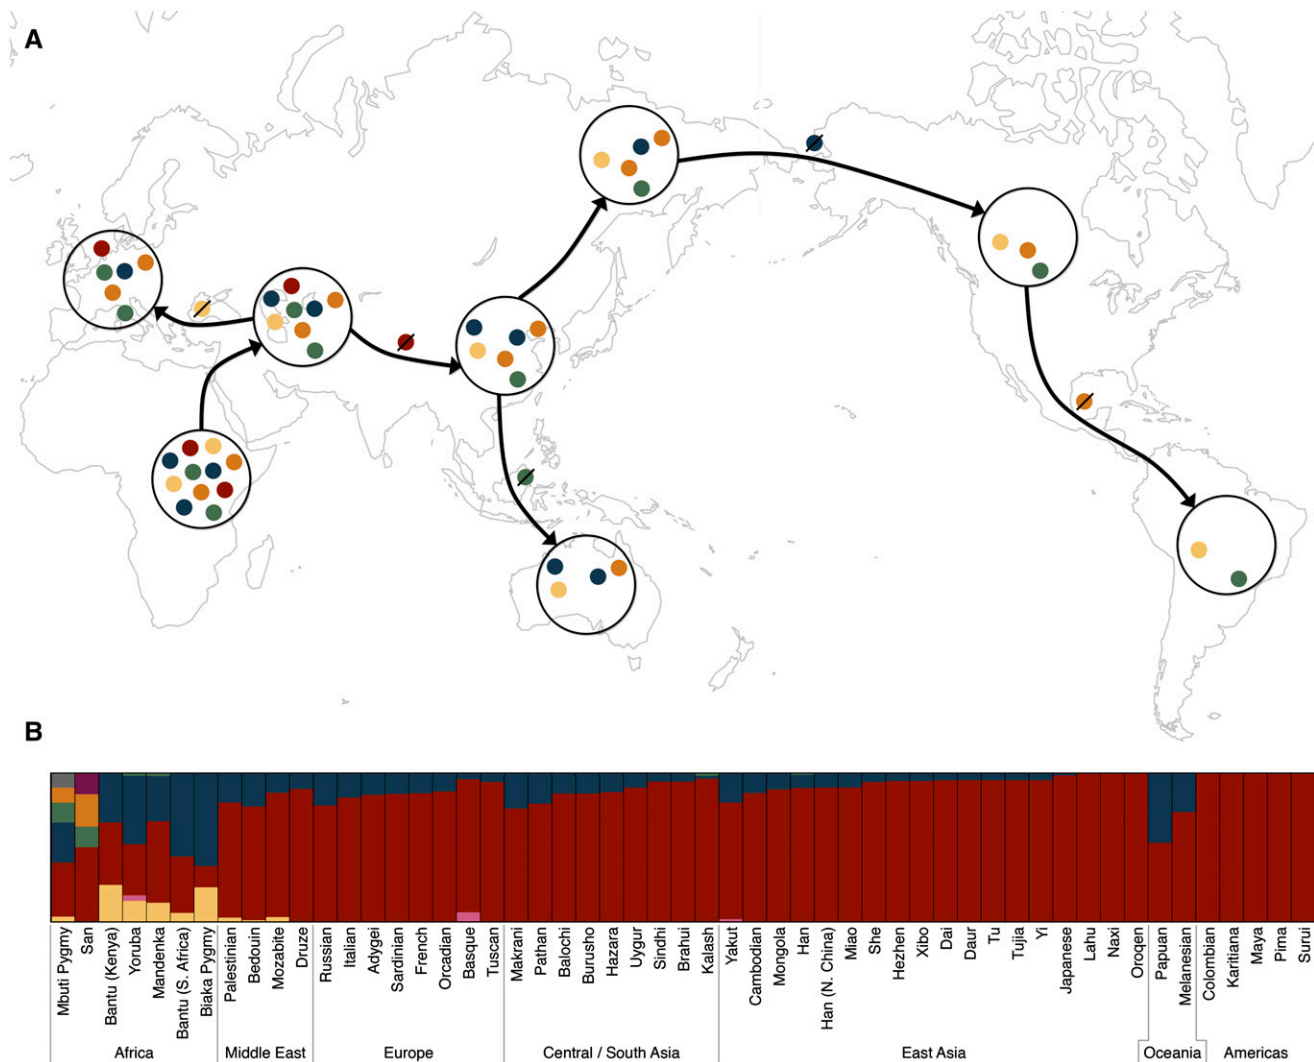 A
B
Mbuti Pygmy
San
Bantu (Kenya)
Yoruba
Mandenka
Bantu (S. Africa)
Biaka Pygmy
Palestinian
Bedouin
Mozabite
Druze
Russian
Italian
Adygei
Sardinian
French
Orcadian
Basque
Tuscan
Makrani
Pathan
Balochi
Burusho
Hazara
Uygur
Sindhi
Brahui
Kalash
Yakut
Cambodian
Mongola
Han
Han (N. China)
Miao
She
Hezhen
Xibo
Dai
Daur
Tu
Tujia
Yi
Japanese
Lahu
Naxi
Oroqen
Papuan
Melanesian
Colombian
Karitiana
Maya
Pima
Surui
Africa
Middle East
Europe
Central / South Asia
East Asia
Oceania
Americas